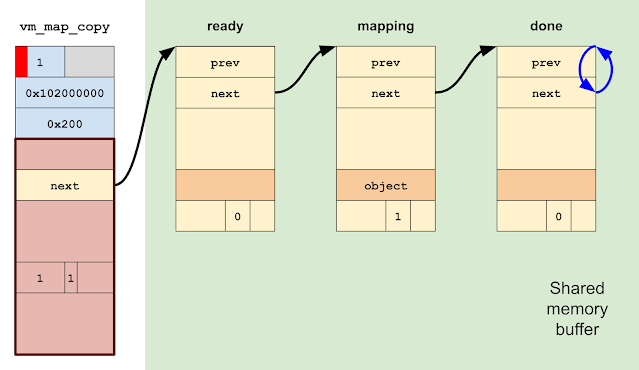 vm_map_copy
1
0x102000000
0x200
next
1 1
ready
prev
next
0
mapping
prev
next
object
1
done
prev
next
0
Shared
memory
buffer